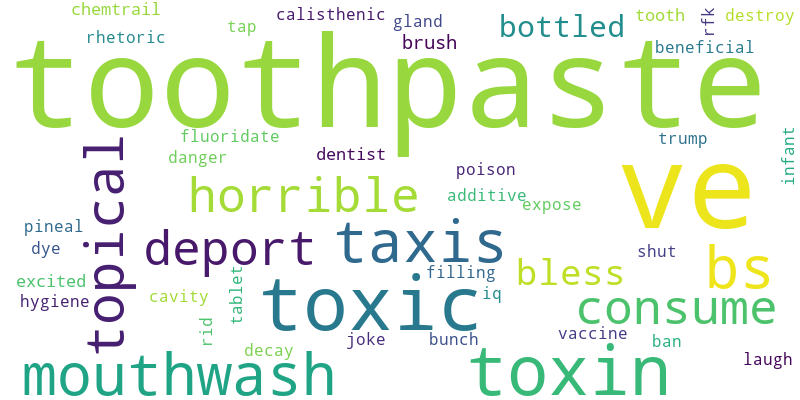 chemtrail
rhetoric
tap
calisthenic
gland
brush
bottled
tooth
rfk
destroy
beneficial
toothpaste
fluoridate
danger
dentist
trump
infant
topical
horrible
poison
additive
expose
ve
pineal
dye
deport
taxis
shut
bs
excited
hygiene
cavity
rid
tablet
toxic
filling
iq
bless
consume
mouthwash
decay
joke
bunch
toxin
vaccine
ban
laugh